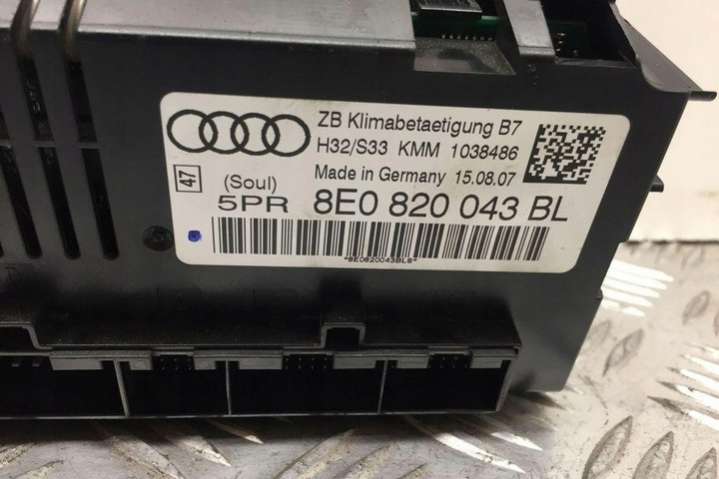 ZB Klimabetaetigung B7
H32/S33 KMM 1038486
Made in Germany 15.08.07
47
(Soul)
5PR 8E0 820 043 BL
*8E0820043BLS*